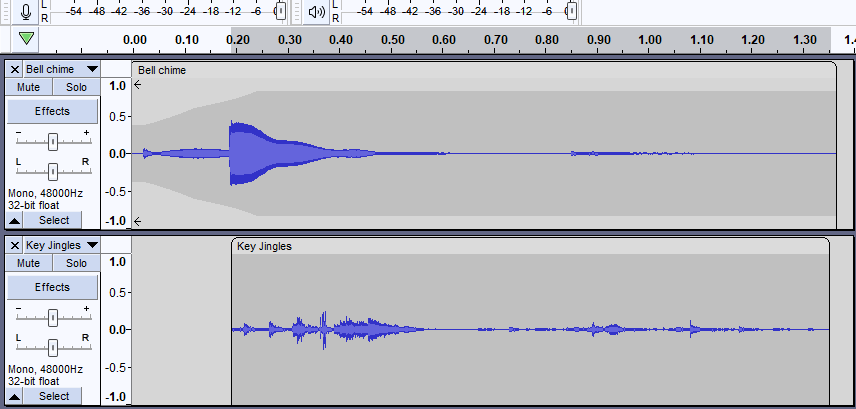 L -54 -48 -42 -36 -30 -24 -18 -12 -6 0 L -54 -48 -42 -36 -30 -24 -18 -12 -6 0
R R
0.00 0.10 0.20 0.30 0.40 0.50 0.60 0.70 0.80 0.90 1.00 1.10 1.20 1.30 1.4
Bell chime Bell chime
1.0
Mute Solo
Effects
0.5
- +
0.0
L R
Mono, 48000Hz
-0.5
32-bit float
Select
-1.0
Key Jingles Key Jingles
1.0
Mute Solo
Effects
0.5
- +
0.0
L R
Mono, 48000Hz
-0.5
32-bit float
Select
-1.0